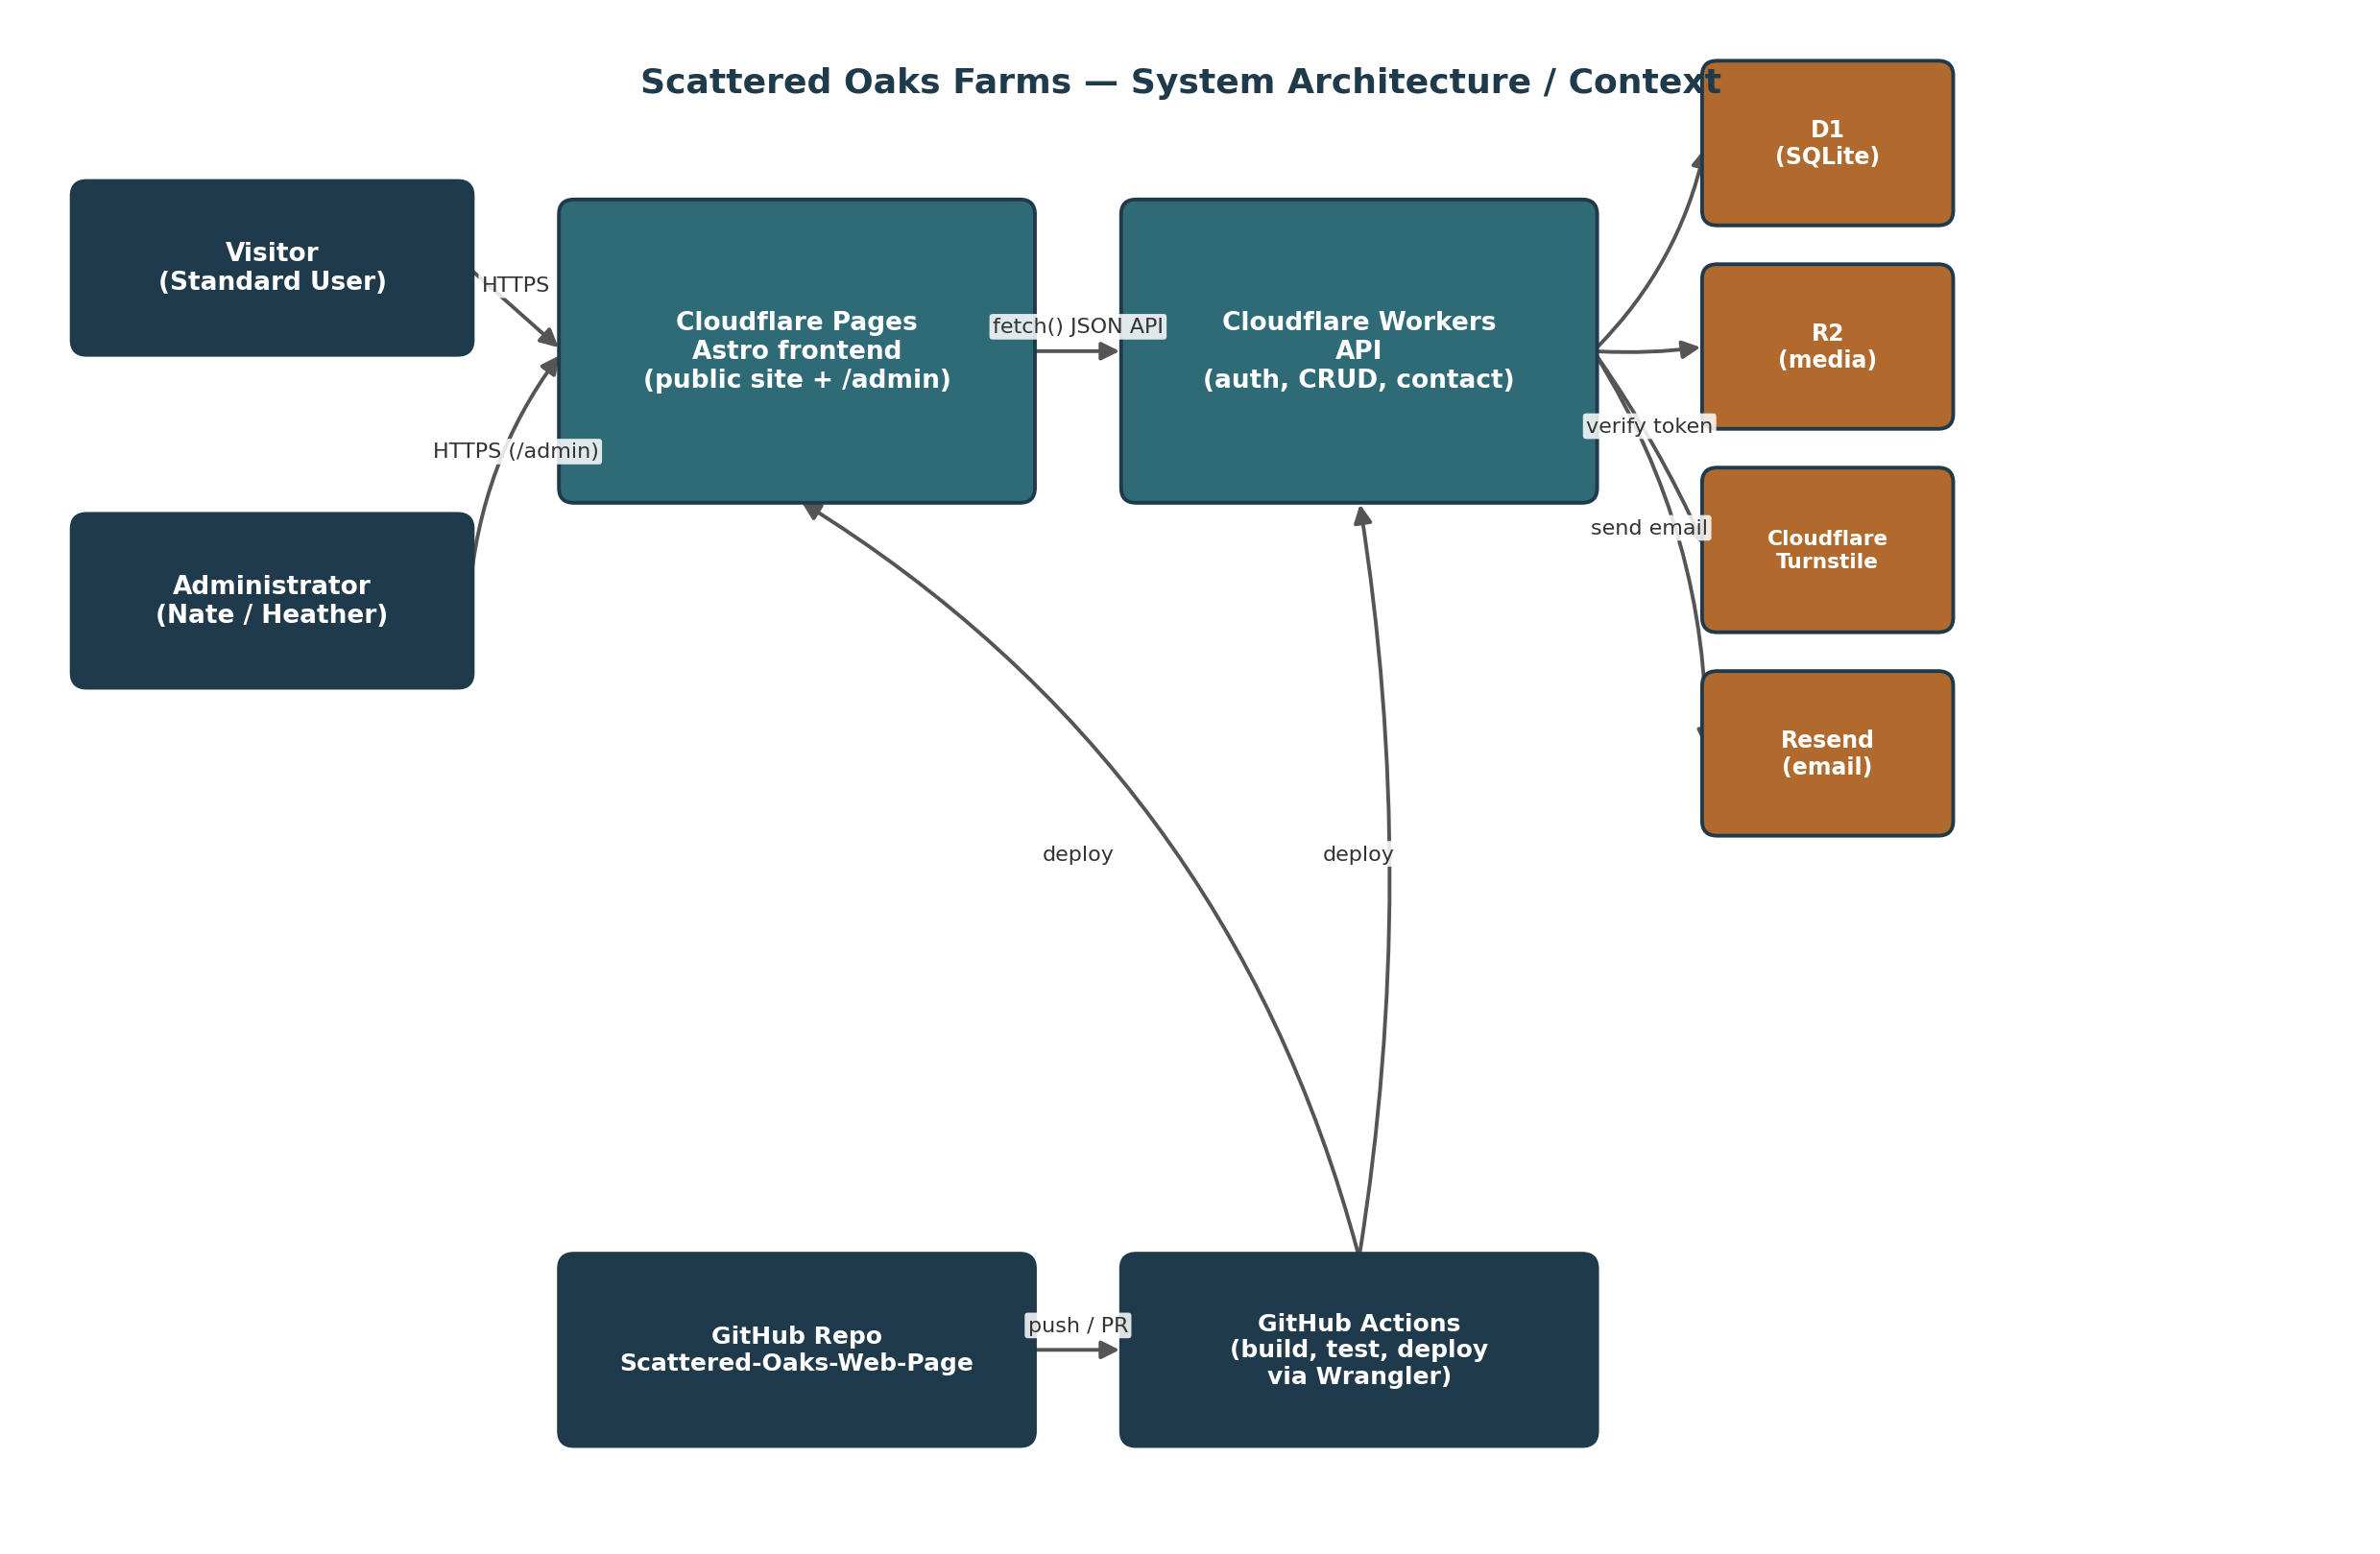 Scattered Oaks Farms — System Architecture / Context
D1
(SQLite)
Visitor
(Standard User)
HTTPS
Cloudflare Pages
Astro frontend
(public site + /admin)
fetch() JSON API
Cloudflare Workers
API
(auth, CRUD, contact)
R2
(media)
verify token
HTTPS (/admin)
send email
Cloudflare
Turnstile
Administrator
(Nate / Heather)
Resend
(email)
deploy
deploy
GitHub Repo
Scattered-Oaks-Web-Page
push / PR
GitHub Actions
(build, test, deploy
via Wrangler)